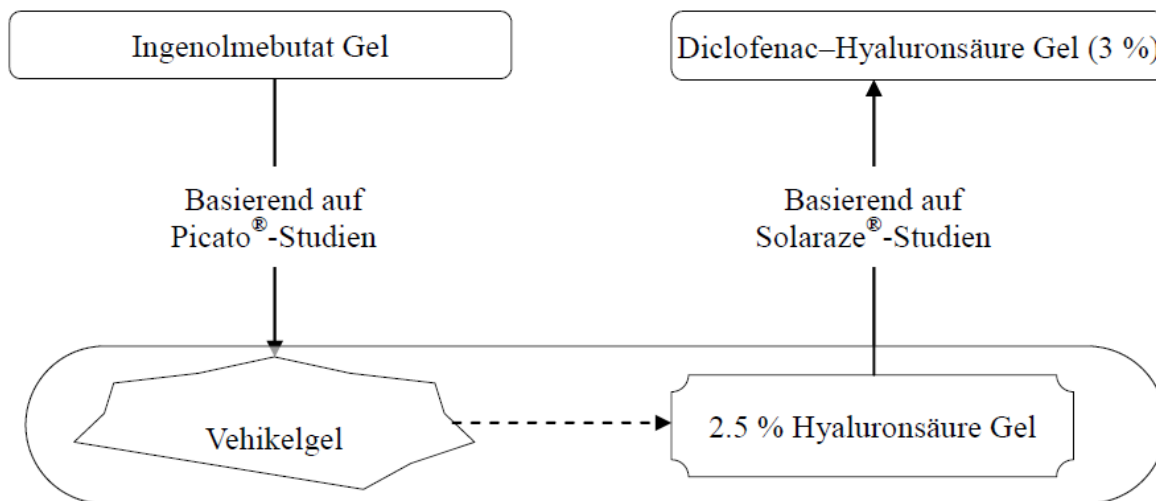 Ingenolmebutat Gel
Diclofenac–Hyaluronsäure Gel (3 %)
Basierend auf
Picato®-Studien
Basierend auf
Solaraze®-Studien
Vehikelgel
2.5 % Hyaluronsäure Gel